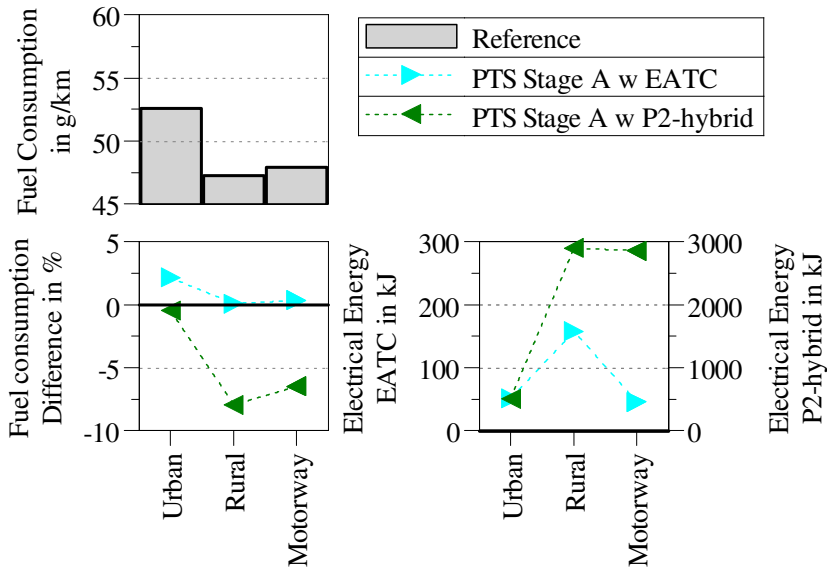 Fuel Consumption
in g/km
60
55
50
45
Reference
PTS Stage A w EATC
PTS Stage A w P2-hybrid
Fuel consumption
Difference in %
5
0
-5
-10
Urban
Rural
Motorway
Electrical Energy
EATC in kJ
300
200
100
0
3000
2000
1000
0
Electrical Energy
P2-hybrid in kJ
Urban
Rural
Motorway